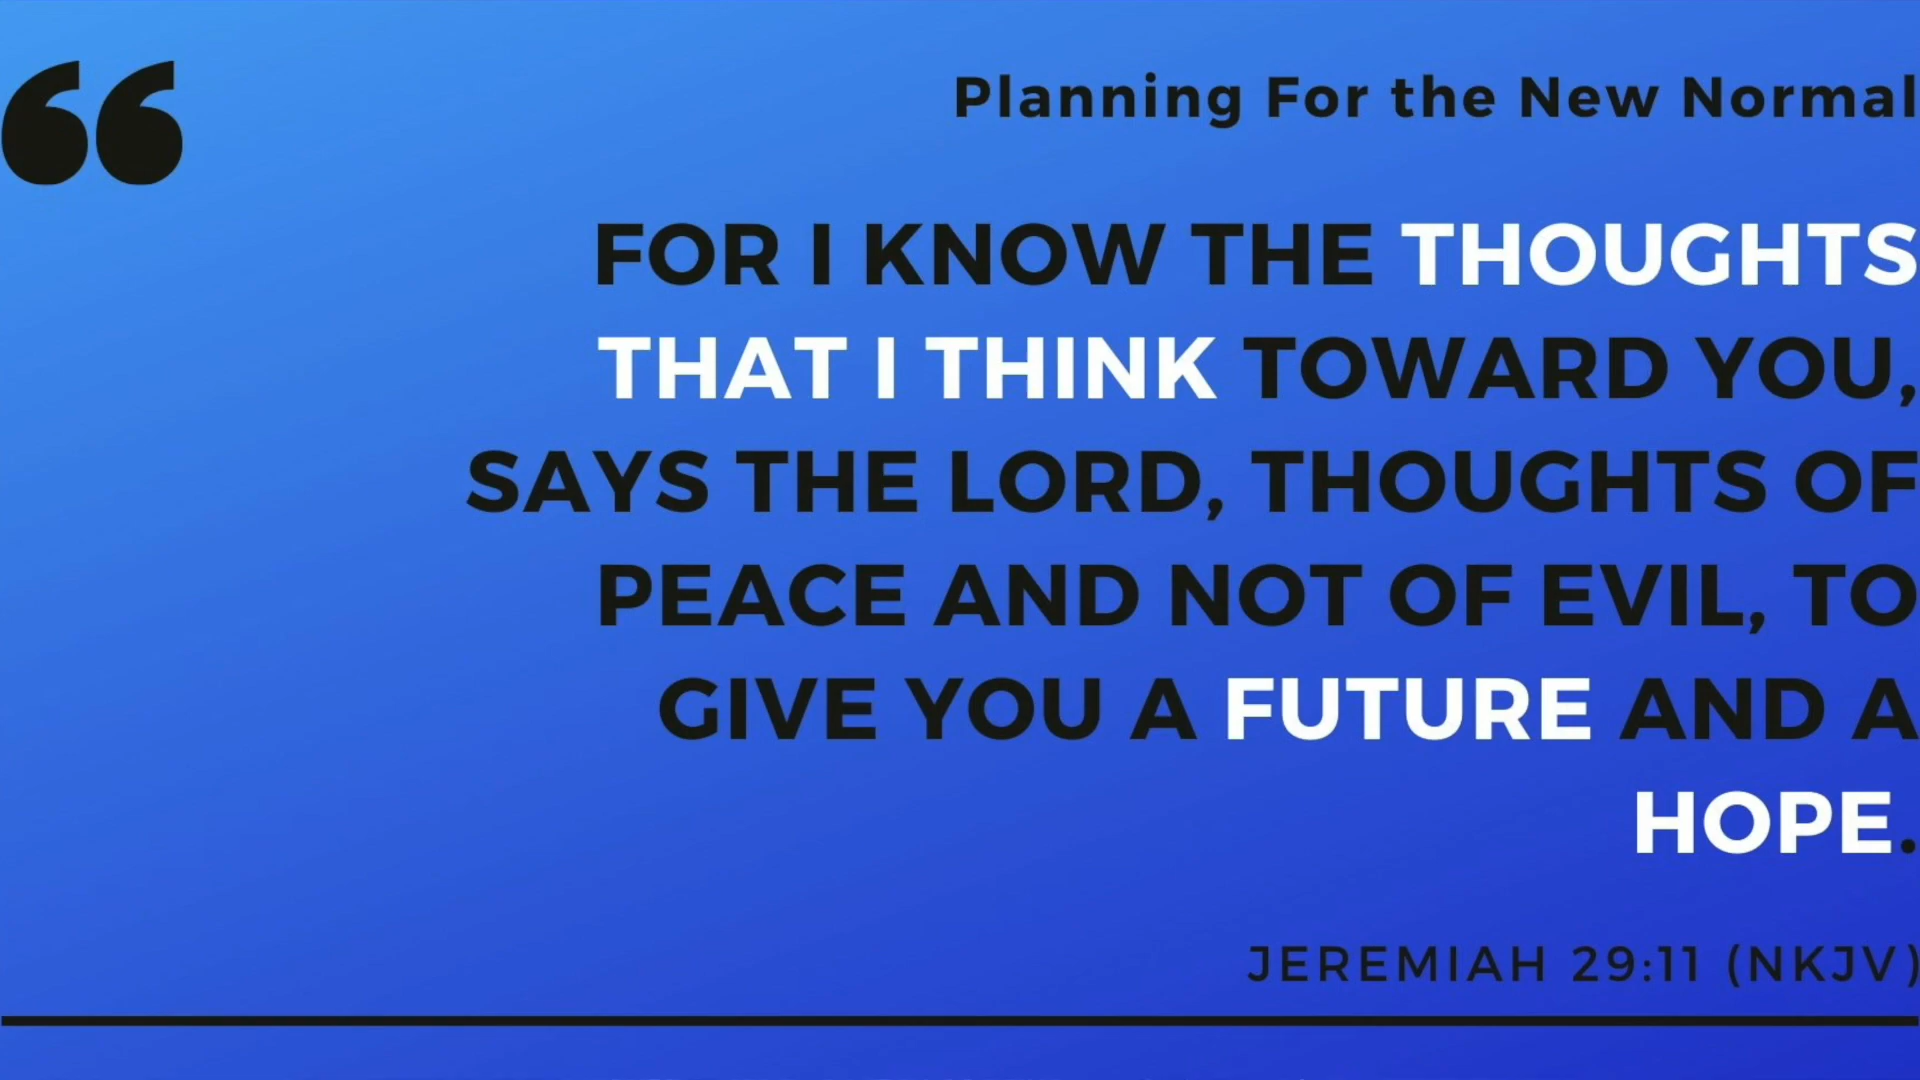 “
Planning For the New Normal
FOR I KNOW THE THOUGHTS
THAT I THINK TOWARD YOU,
SAYS THE LORD, THOUGHTS OF
PEACE AND NOT OF EVIL, TO
GIVE YOU A FUTURE AND A
HOPE.
JEREMIAH 29:11 (NKJV)